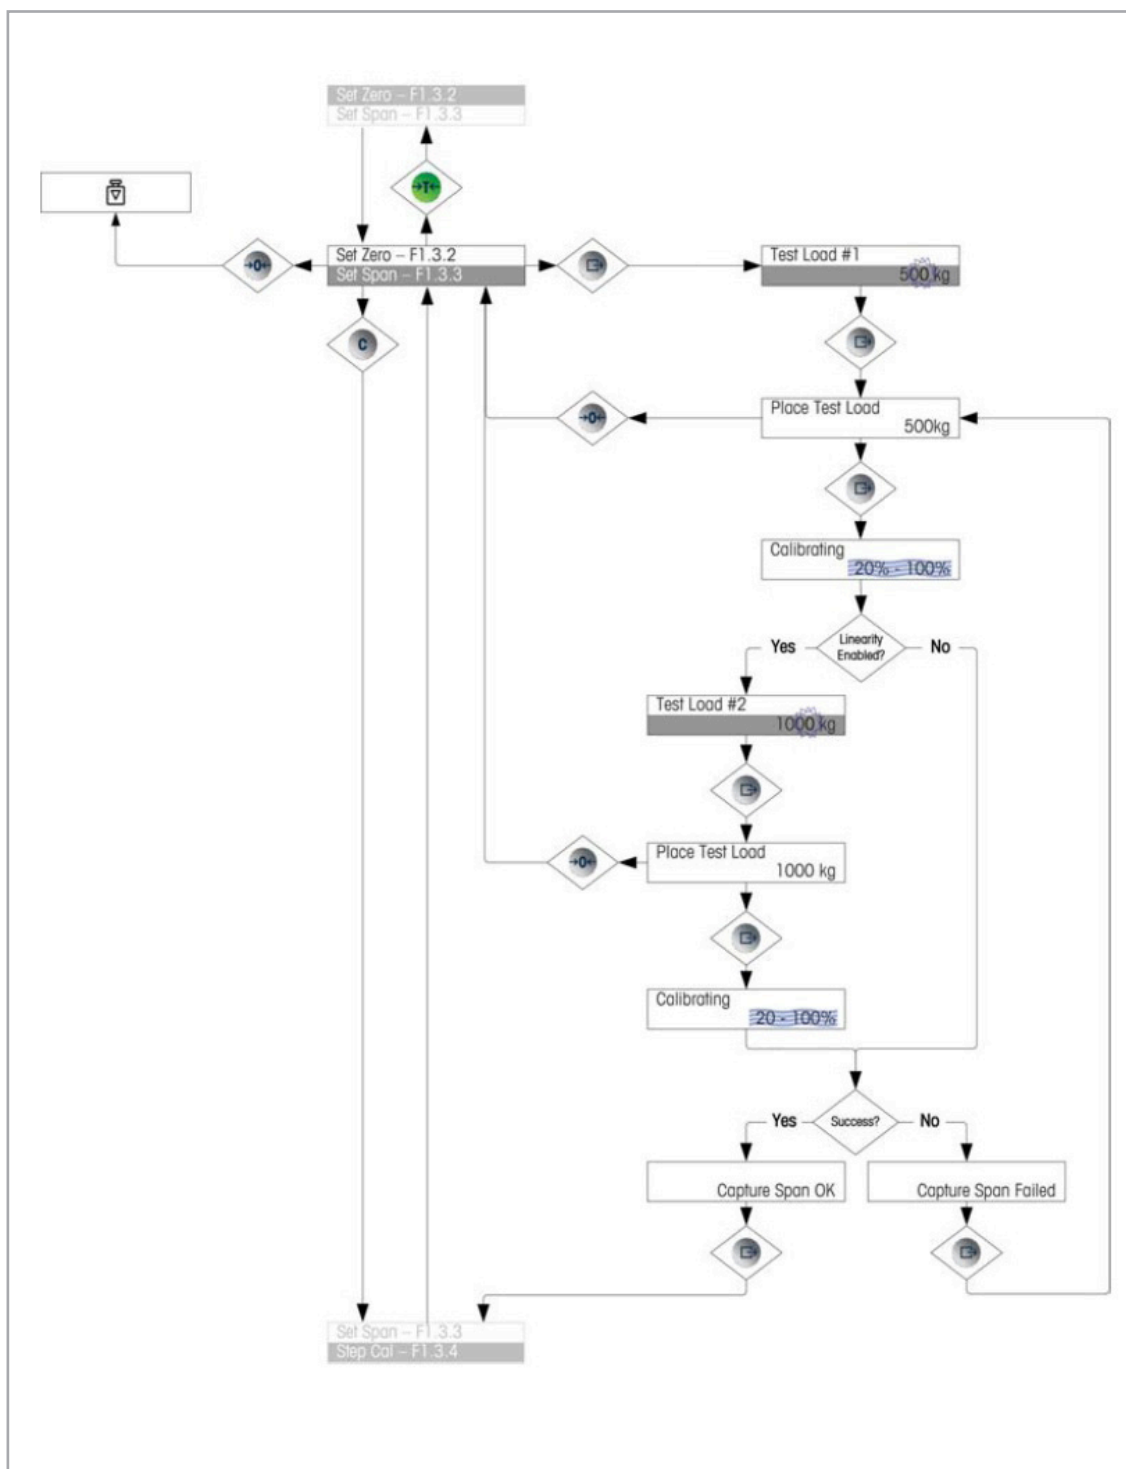 Set Zero – F1.3.2
Set Span – F1.3.3
→T←
→0←
Set Zero – F1.3.2
Set Span – F1.3.3
Test Load #1
500 kg
C
Place Test Load
500kg
→0←
Calibrating
20% - 100%
Yes
Linearity
Enabled?
No
Test Load #2
1000 kg
Place Test Load
1000 kg
→0←
Calibrating
20 - 100%
Yes
Success?
No
Capture Span OK
Capture Span Failed
Set Span – F1.3.3
Step Cal – F1.3.4